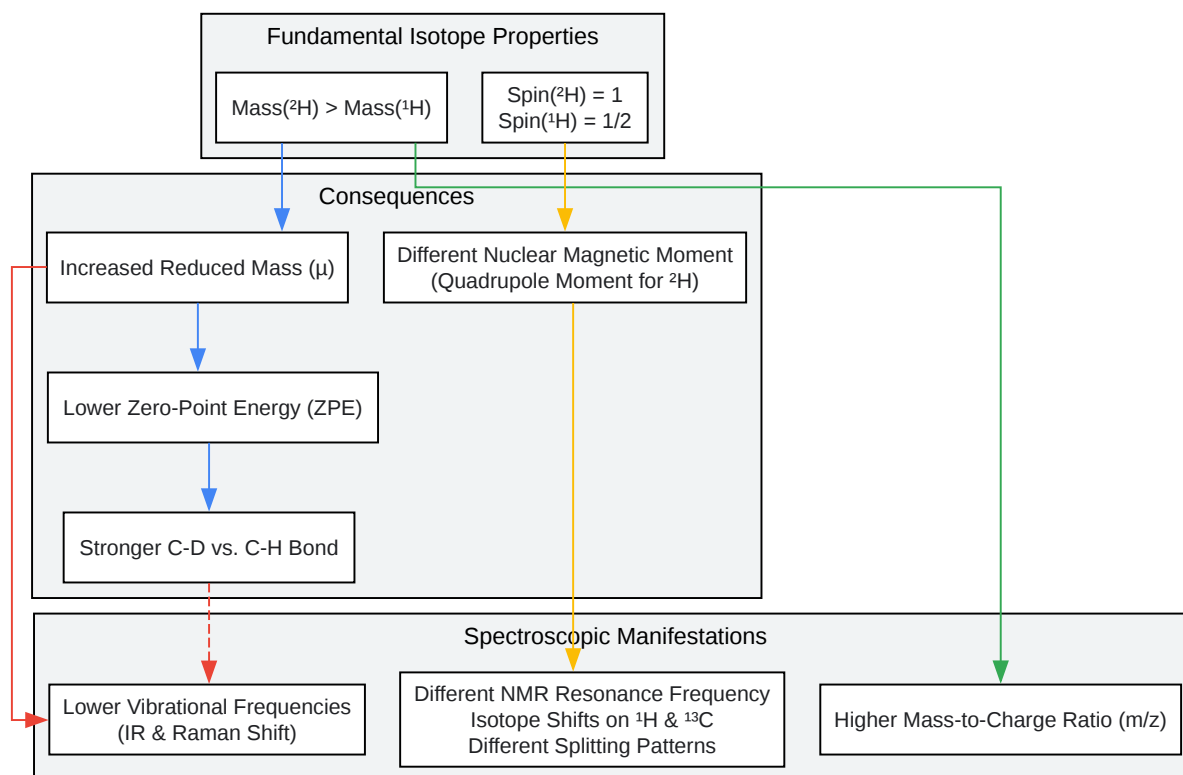 Fundamental Isotope Properties
Mass(²H) > Mass(¹H)
Spin(²H) = 1
Spin(¹H) = 1/2
Consequences
Increased Reduced Mass (μ)
Different Nuclear Magnetic Moment
(Quadrupole Moment for ²H)
Lower Zero-Point Energy (ZPE)
Stronger C-D vs. C-H Bond
Spectroscopic Manifestations
Lower Vibrational Frequencies
(IR & Raman Shift)
Different NMR Resonance Frequency
Isotope Shifts on ¹H & ¹³C
Different Splitting Patterns
Higher Mass-to-Charge Ratio (m/z)